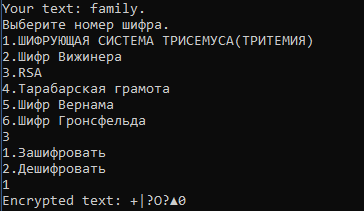 Your text: family.
Выберите номер шифра.
1.ШИФРУЮЩАЯ СИСТЕМА ТРИСЕМУСА(ТРИТЕМИЯ)
2.Шифр Вижинера
3.RSA
4.Тарабарская грамота
5.Шифр Вернама
6.Шифр Гронсфельда
3
1.Зашифровать
2.Дешифровать
1
Encrypted text: +|?O?▲0